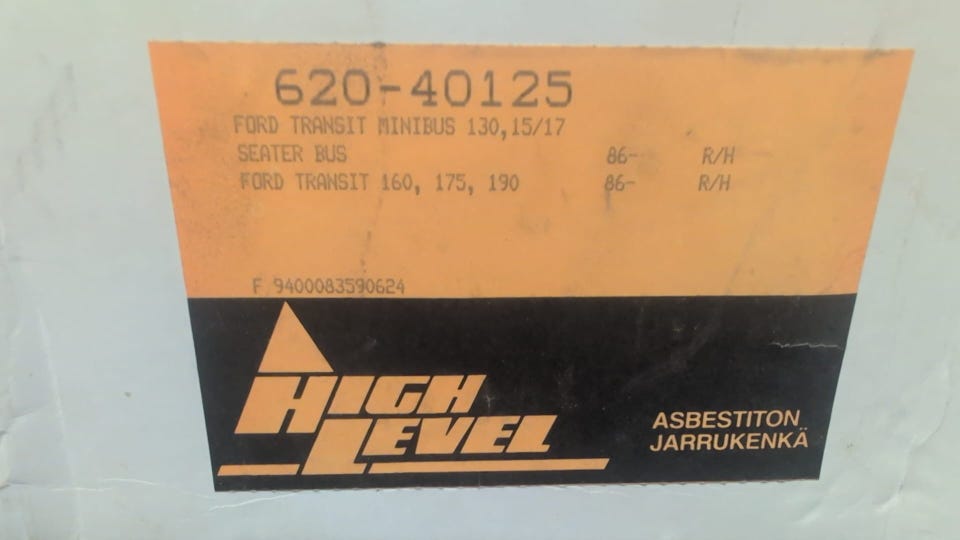 620-40125
FORD TRANSIT MINIBUS 130,15/17
SEATER BUS 86- R/H
FORD TRANSIT 160, 175, 190 86- R/H
F 9400083590624
HIGH
LEVEL
ASBESTITON
JARRUKENKÄ